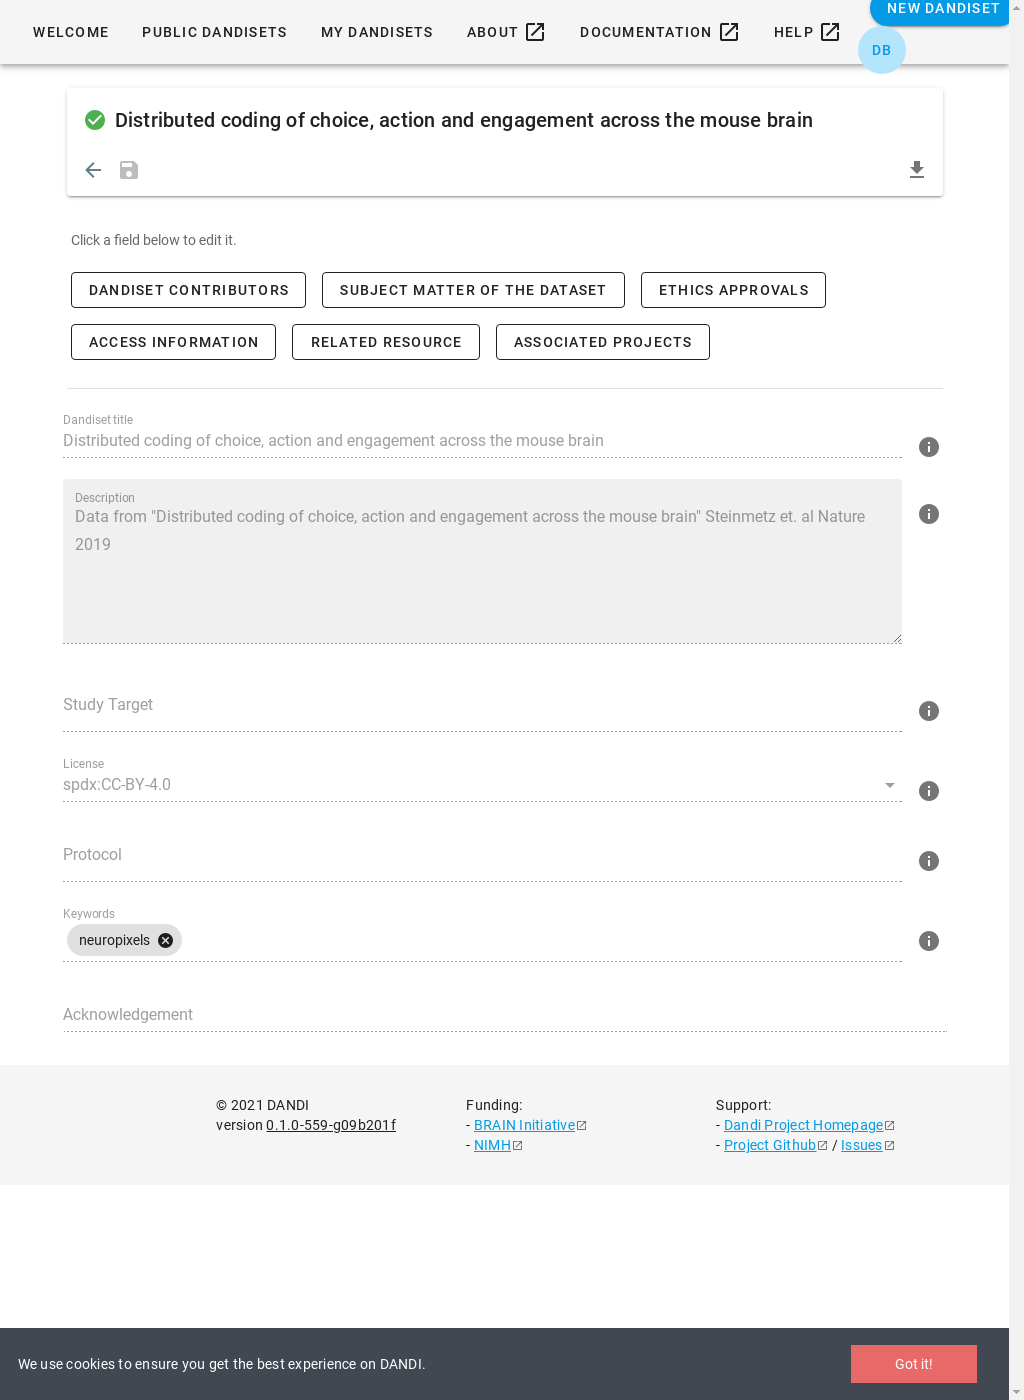 WELCOME PUBLIC DANDISETS MY DANDISETS ABOUT DOCUMENTATION HELP NEW DANDISET
DB
Distributed coding of choice, action and engagement across the mouse brain
Click a field below to edit it.
DANDISET CONTRIBUTORS SUBJECT MATTER OF THE DATASET ETHICS APPROVALS
ACCESS INFORMATION RELATED RESOURCE ASSOCIATED PROJECTS
Dandiset title
Distributed coding of choice, action and engagement across the mouse brain
Description
Data from "Distributed coding of choice, action and engagement across the mouse brain" Steinmetz et. al Nature
2019
Study Target
License
spdx:CC-BY-4.0
Protocol
Keywords
neuropixels
Acknowledgement
© 2021 DANDI
version 0.1.0-559-g09b201f
Funding:
- BRAIN Initiative
- NIMH
Support:
- Dandi Project Homepage
- Project Github / Issues
We use cookies to ensure you get the best experience on DANDI.
Got it!